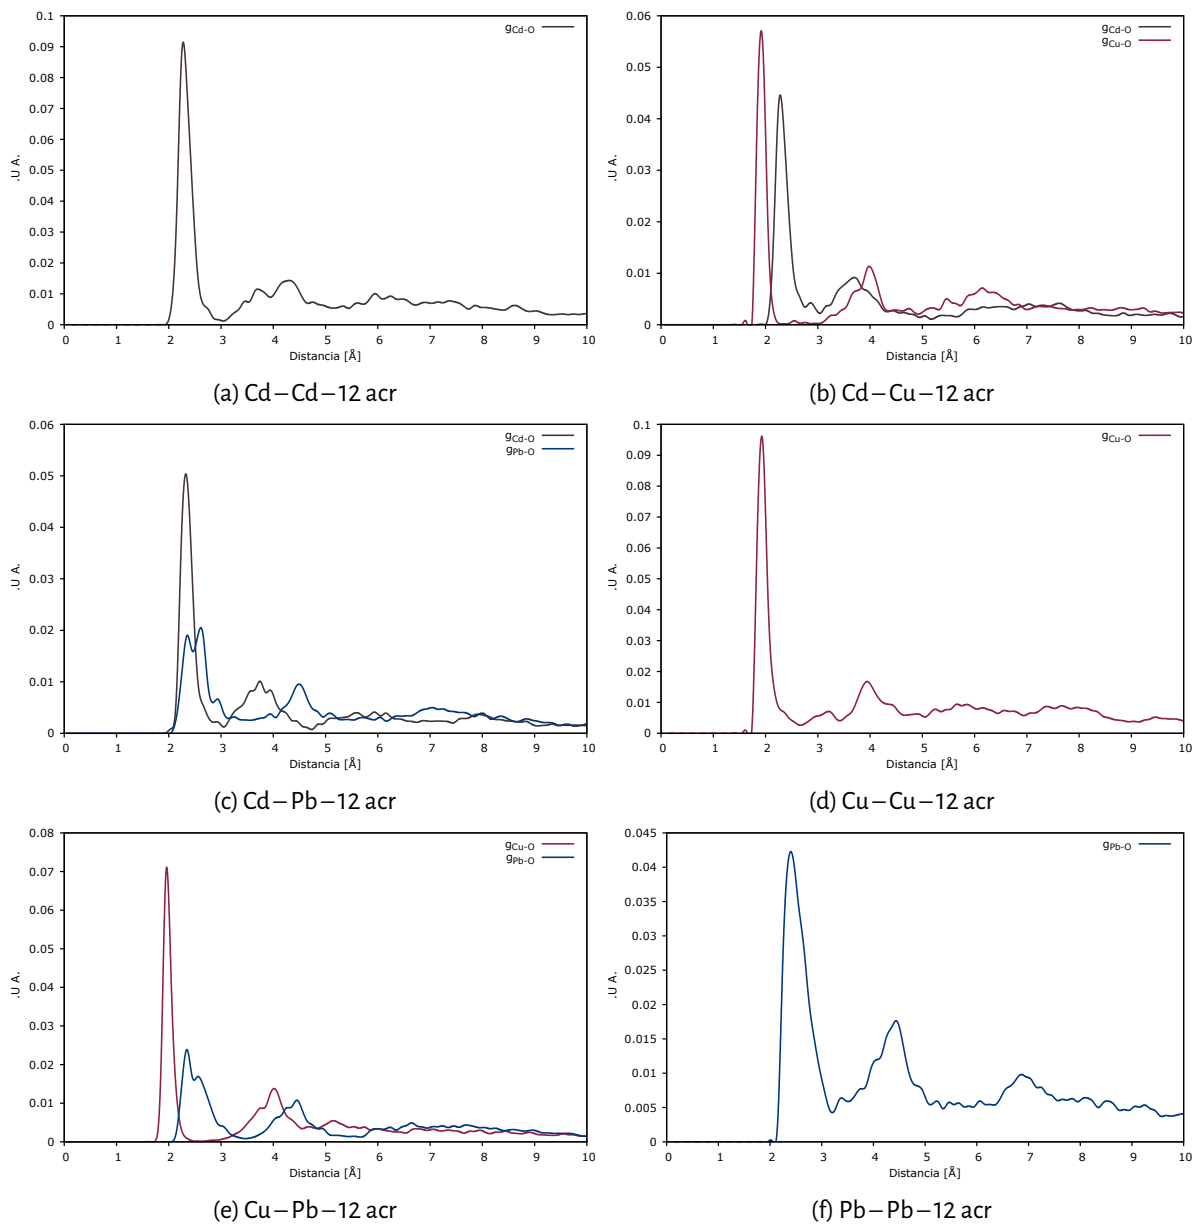 0.1
0.09
0.08
0.07
0.06
0.05
0.04
0.03
0.02
0.01
0
.U A.
gCd-O
0 1 2 3 4 5 6 7 8 9 10
Distancia [Å]
(a) Cd–Cd–12 acr
0.06
0.05
0.04
0.03
0.02
0.01
0
.U A.
gCd-O
gCu-O
0 1 2 3 4 5 6 7 8 9 10
Distancia [Å]
(b) Cd–Cu–12 acr
0.06
0.05
0.04
0.03
0.02
0.01
0
.U A.
gCd-O
gPb-O
0 1 2 3 4 5 6 7 8 9 10
Distancia [Å]
(c) Cd–Pb–12 acr
0.1
0.09
0.08
0.07
0.06
0.05
0.04
0.03
0.02
0.01
0
.U A.
gCu-O
0 1 2 3 4 5 6 7 8 9 10
Distancia [Å]
(d) Cu–Cu–12 acr
0.08
0.07
0.06
0.05
0.04
0.03
0.02
0.01
0
.U A.
gCu-O
gPb-O
0 1 2 3 4 5 6 7 8 9 10
Distancia [Å]
(e) Cu–Pb–12 acr
0.045
0.04
0.035
0.03
0.025
0.02
0.015
0.01
0.005
0
.U A.
gPb-O
0 1 2 3 4 5 6 7 8 9 10
Distancia [Å]
(f) Pb–Pb–12 acr